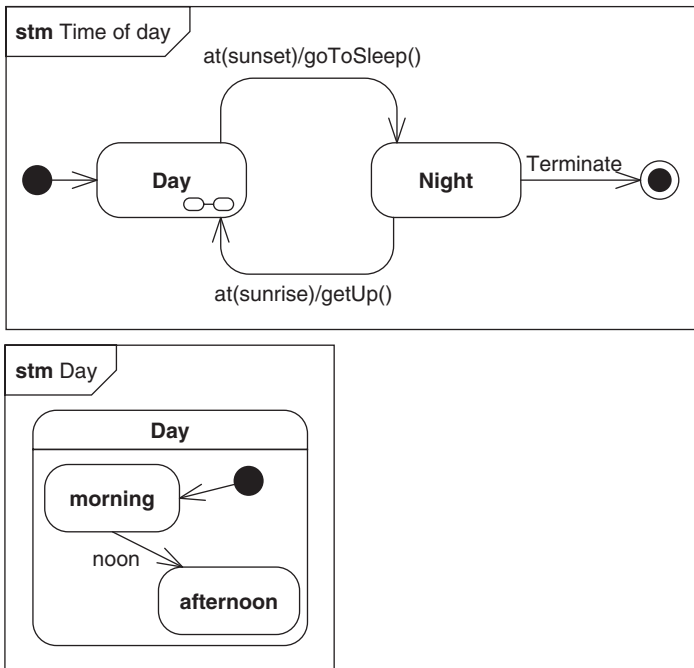 stm Time of day
at(sunset)/goToSleep()
Day
Night
Terminate
at(sunrise)/getUp()
stm Day
Day
morning
noon
afternoon